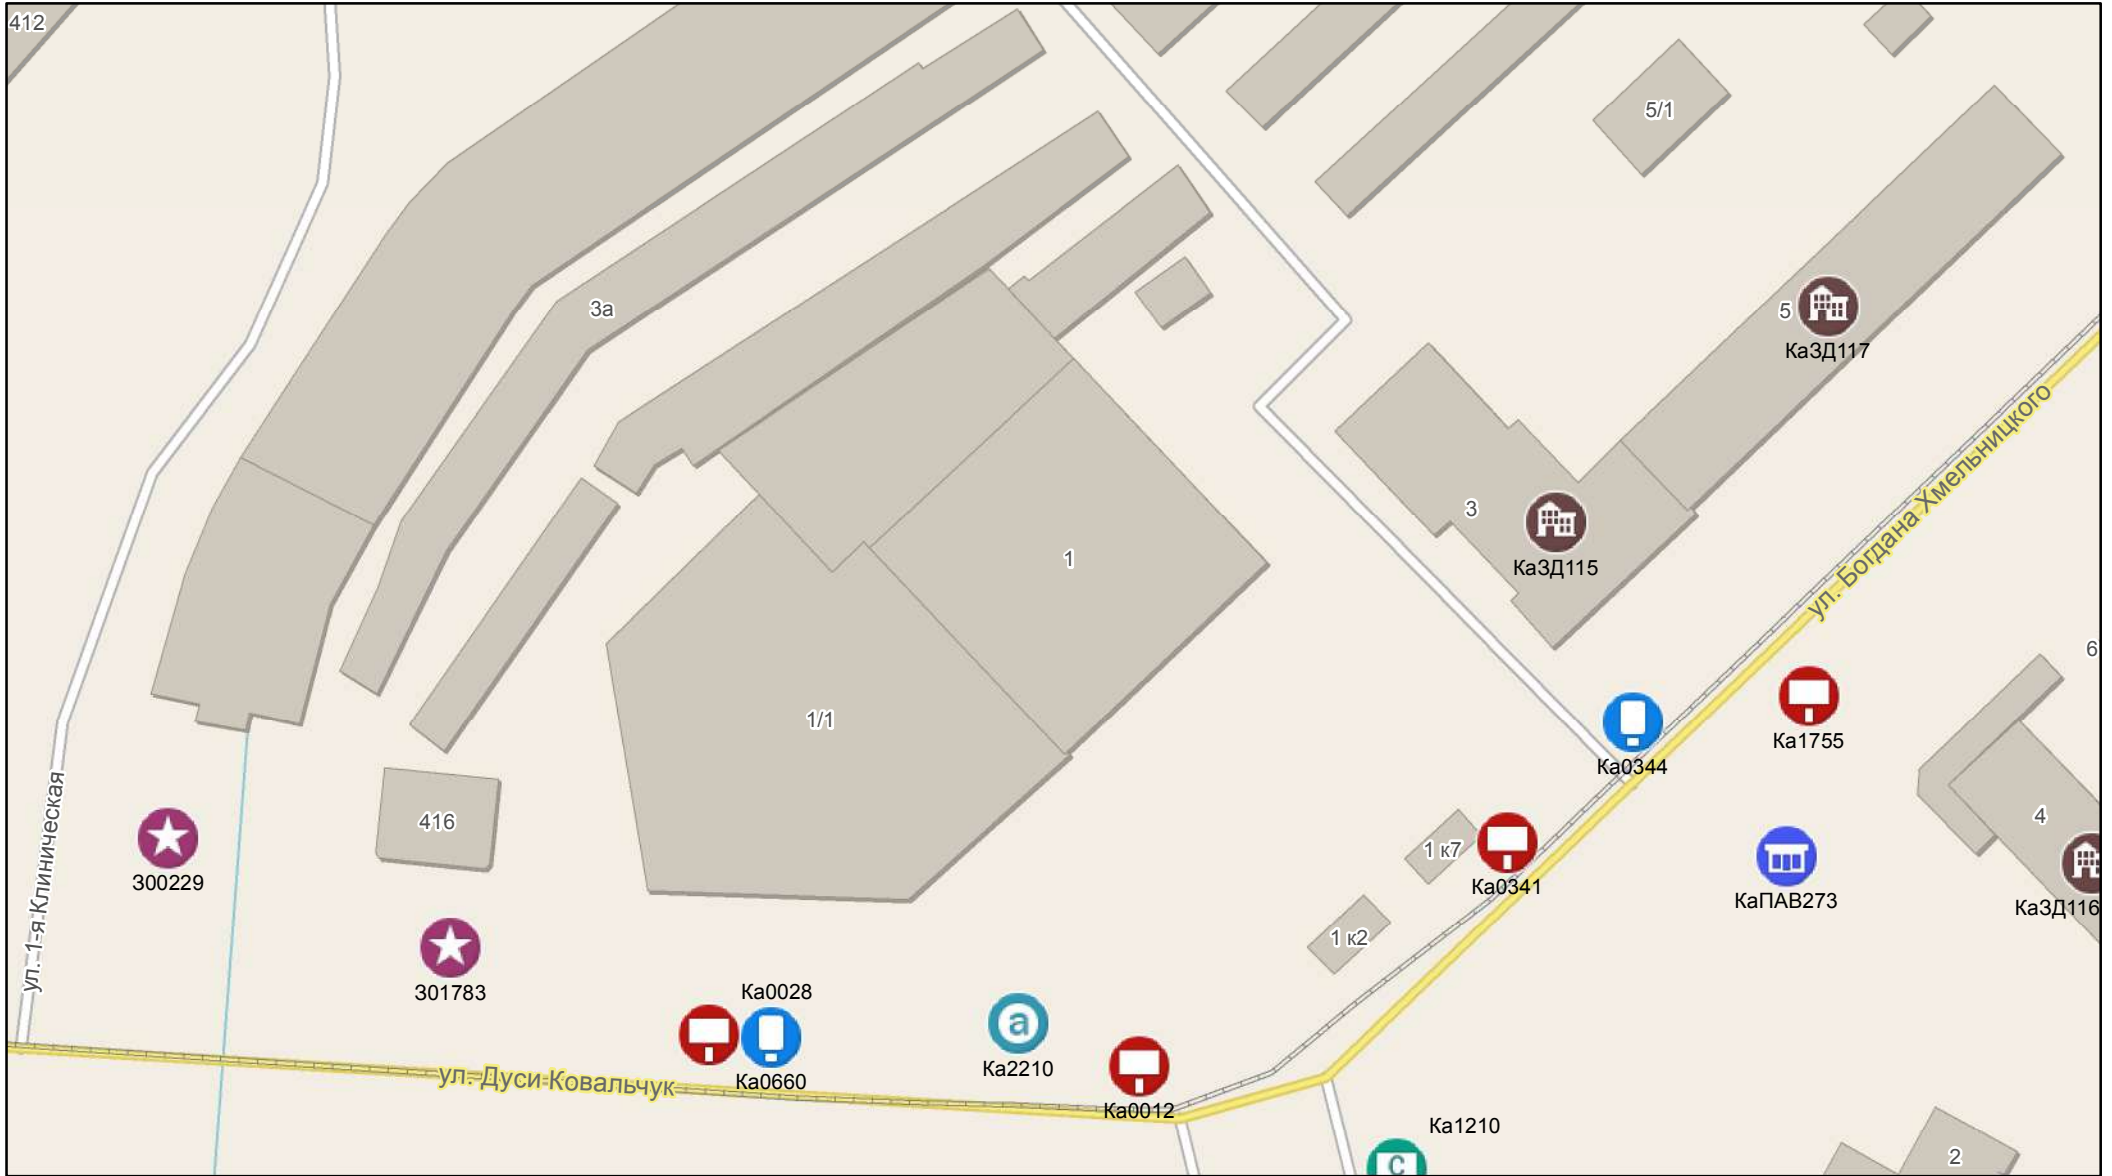 412
5/1
3а
5
КаЗД117
ул. Богдана Хмельницкого
3
КаЗД115
1
6
1/1
Ка1755
Ка0344
ул. 1-я Клиническая
416
4
1 к7
300229
Ка0341
КаПАВ273
КаЗД116
1 к2
301783
Ка0028
a
Ка2210
ул. Дуси Ковальчук
Ка0660
Ка0012
Ка1210
С
2